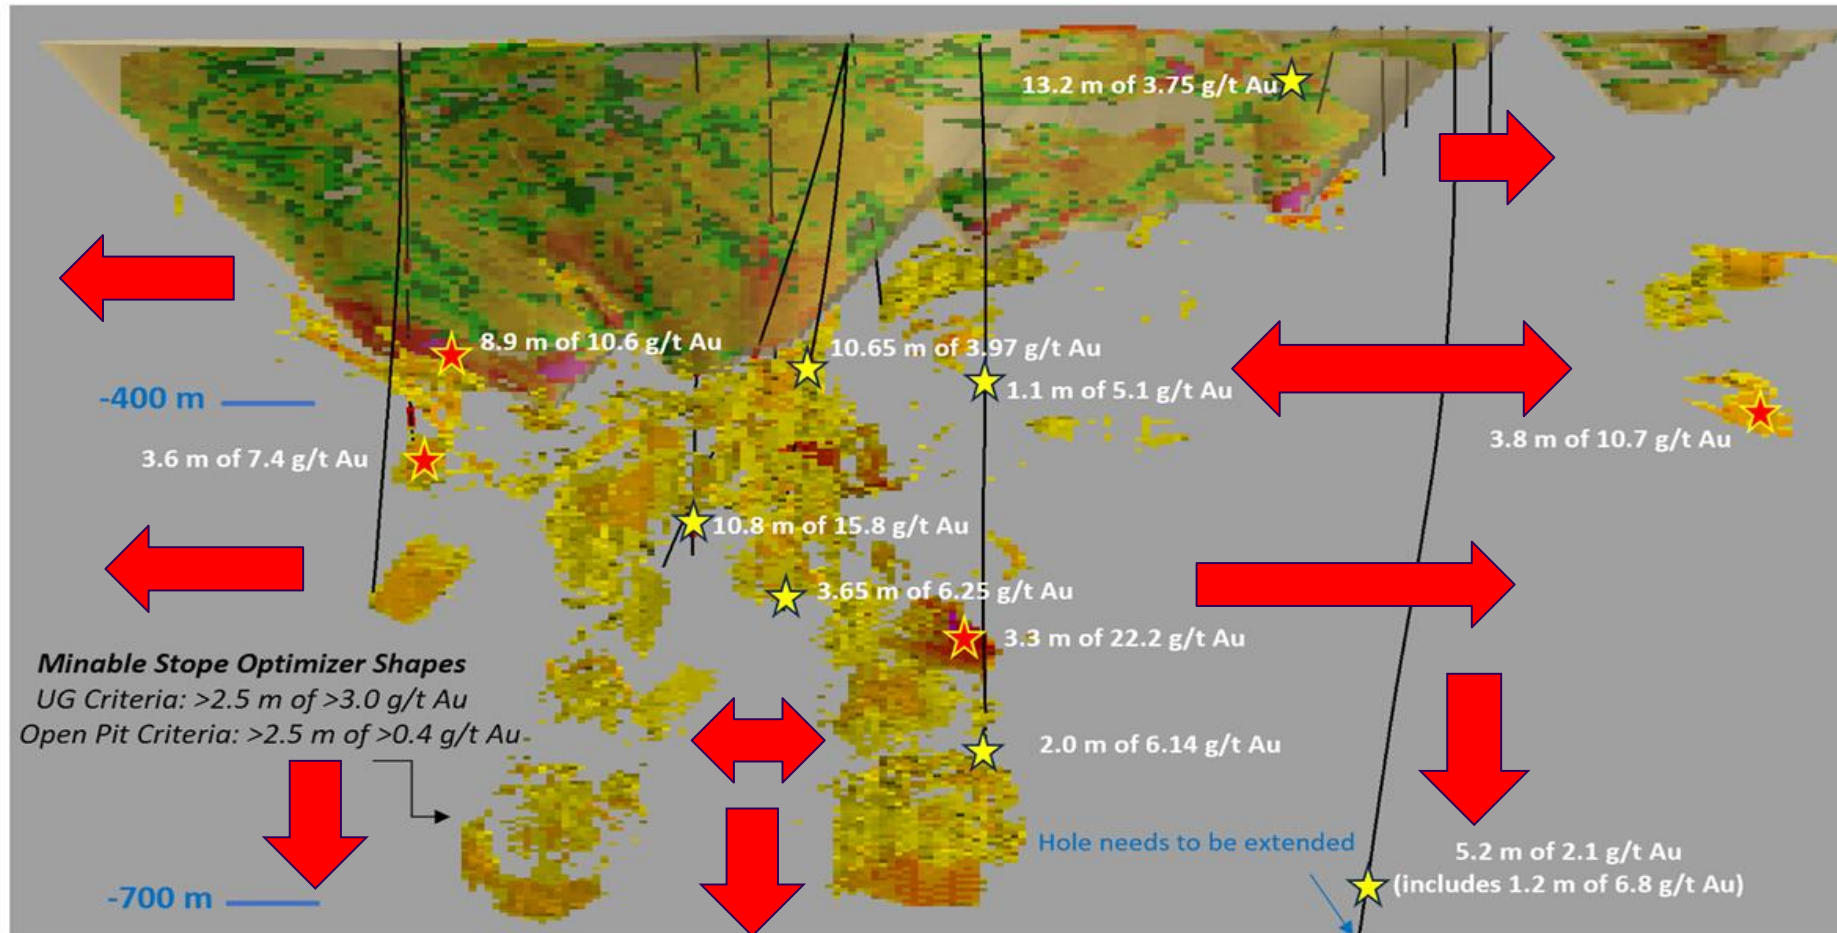 13.2 m of 3.75 g/t Au
8.9 m of 10.6 g/t Au
10.65 m of 3.97 g/t Au
1.1 m of 5.1 g/t Au
-400 m
3.6 m of 7.4 g/t Au
3.8 m of 10.7 g/t Au
10.8 m of 15.8 g/t Au
3.65 m of 6.25 g/t Au
3.3 m of 22.2 g/t Au
Minable Stope Optimizer Shapes
UG Criteria: >2.5 m of >3.0 g/t Au
Open Pit Criteria: >2.5 m of >0.4 g/t Au
2.0 m of 6.14 g/t Au
Hole needs to be extended
5.2 m of 2.1 g/t Au
(includes 1.2 m of 6.8 g/t Au)
-700 m